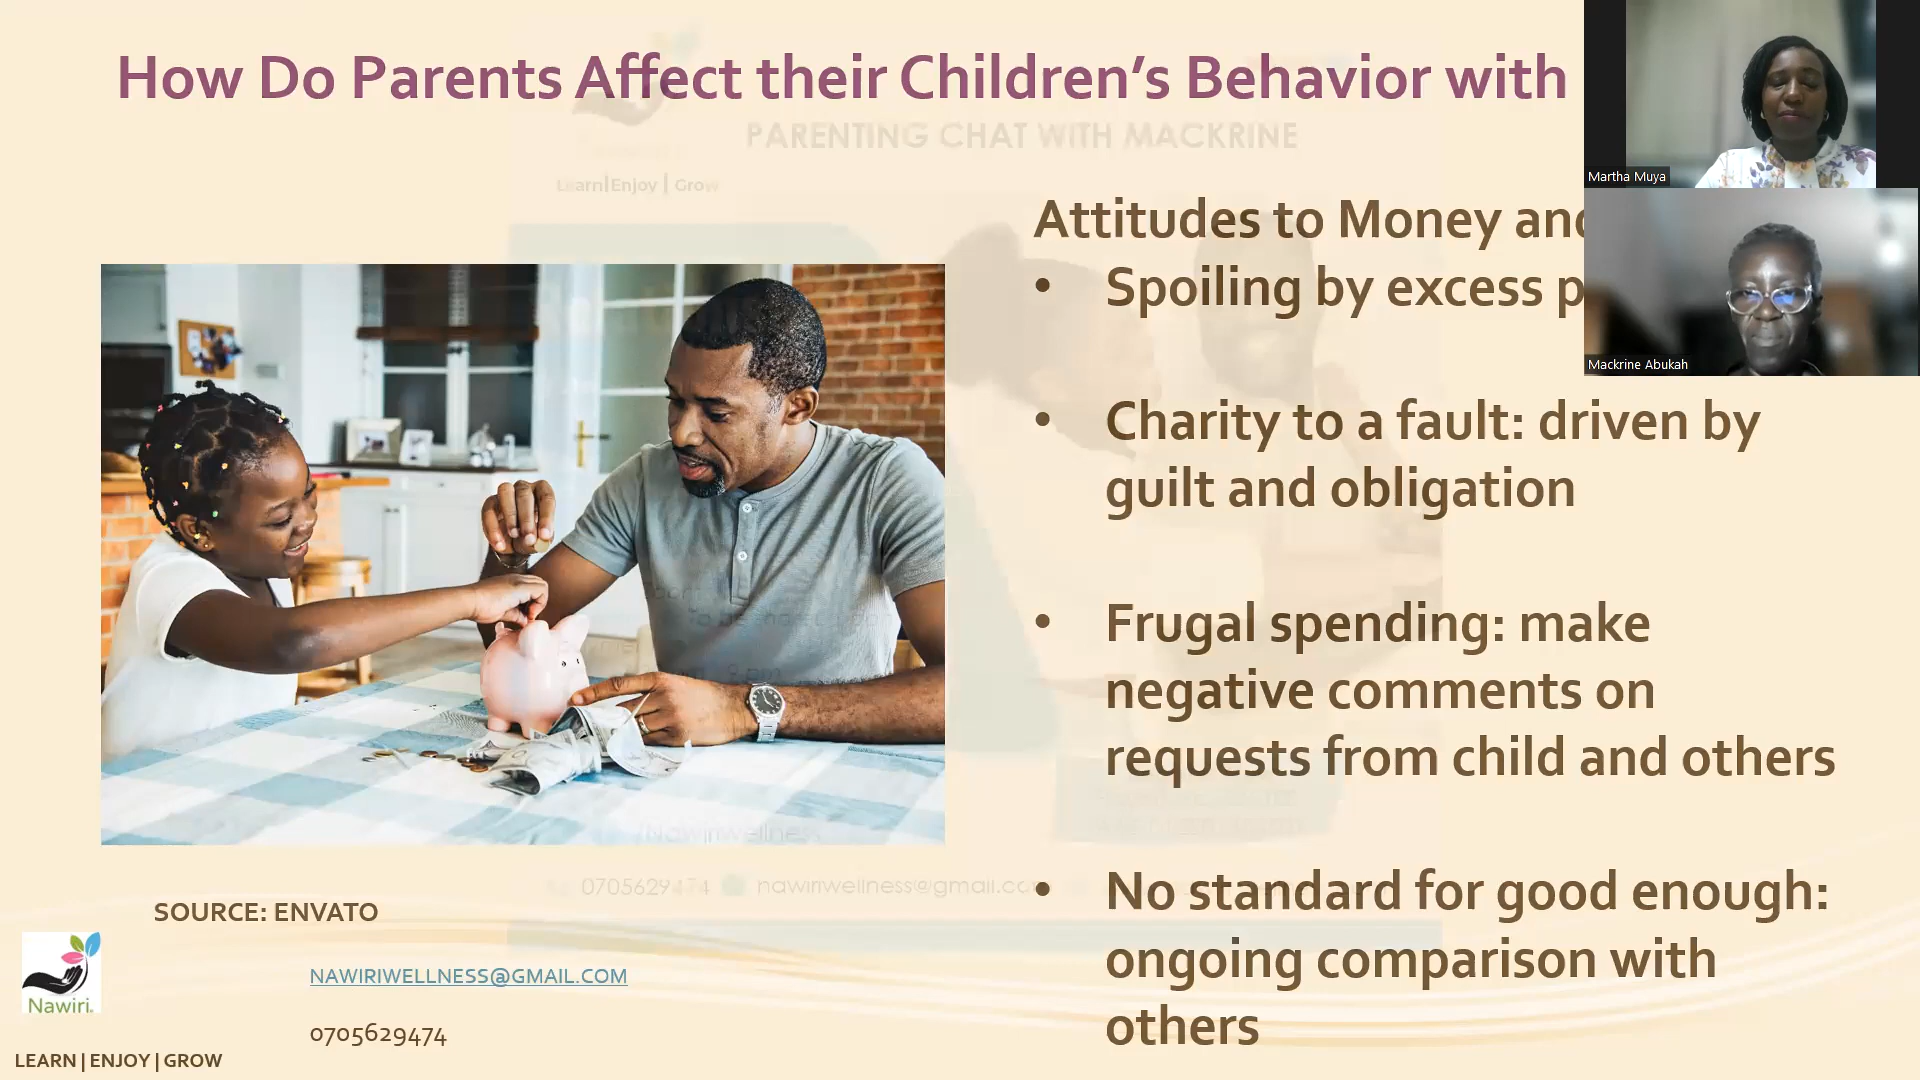 How Do Parents Affect their Children's Behavior with
PARENTING CHAT WITH MACKRINE
Learn|Enjoy | Grow
Martha Muya
Mackrine Abukah
Attitudes to Money and
• Spoiling by excess
• Charity to a fault: driven by
guilt and obligation
• Frugal spending: make
negative comments on
requests from child and others
• No standard for good enough:
ongoing comparison with
others
/Nawiriwellness
0705629474
nawiriwellness@gmail.com
SOURCE: ENVATO
Nawiri
NAWIRIWELLNESS@GMAIL.COM
0705629474
LEARN | ENJOY | GROW